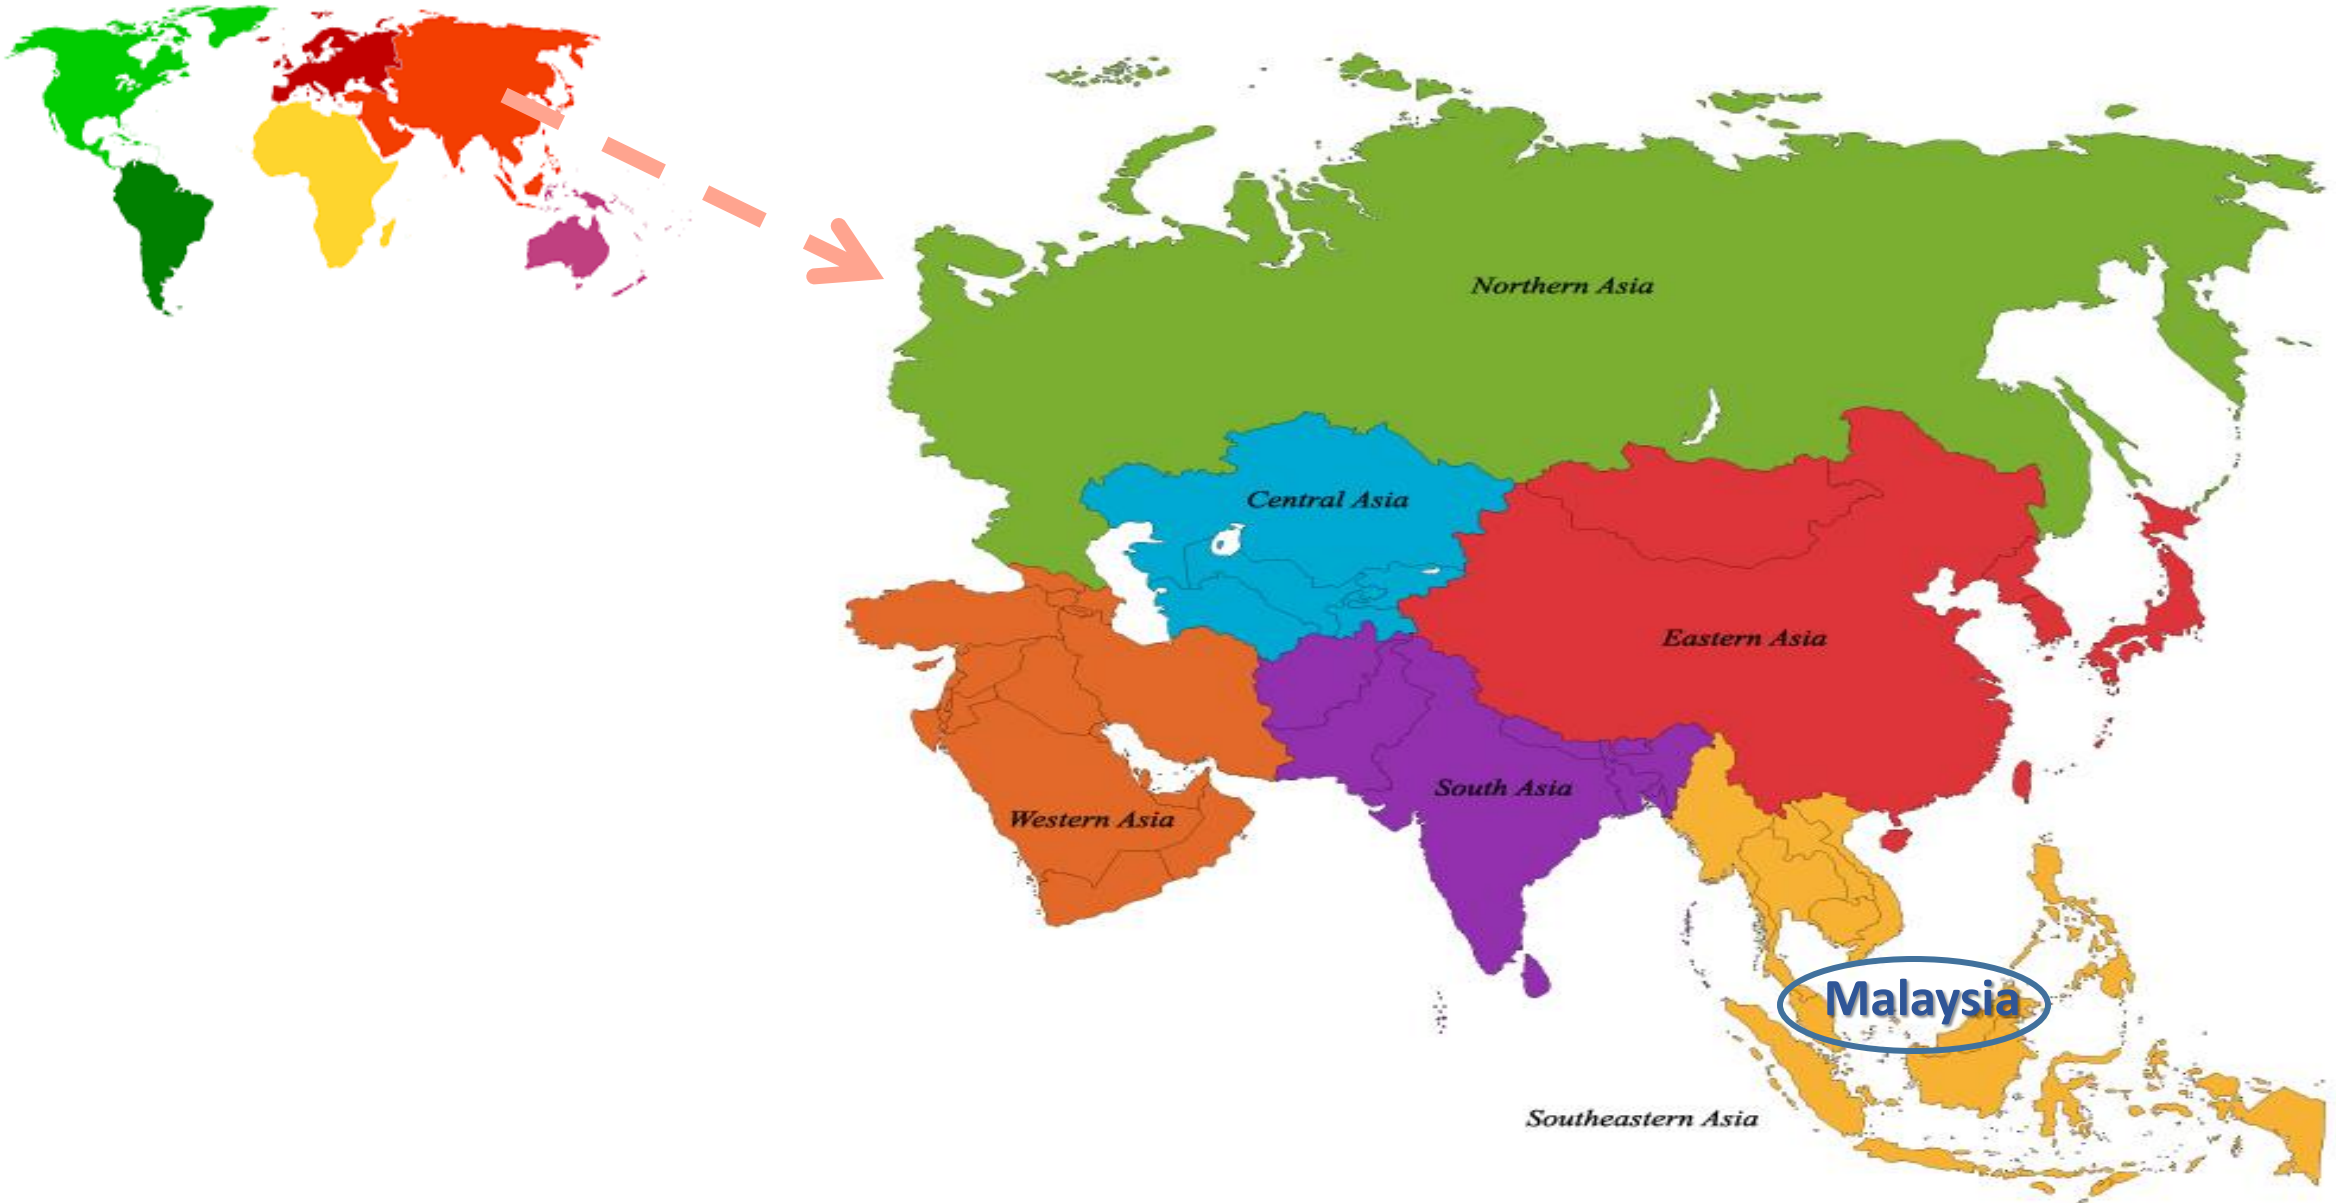 Northern Asia
Central Asia
Eastern Asia
South Asia
Western Asia
Malaysia
Southeastern Asia